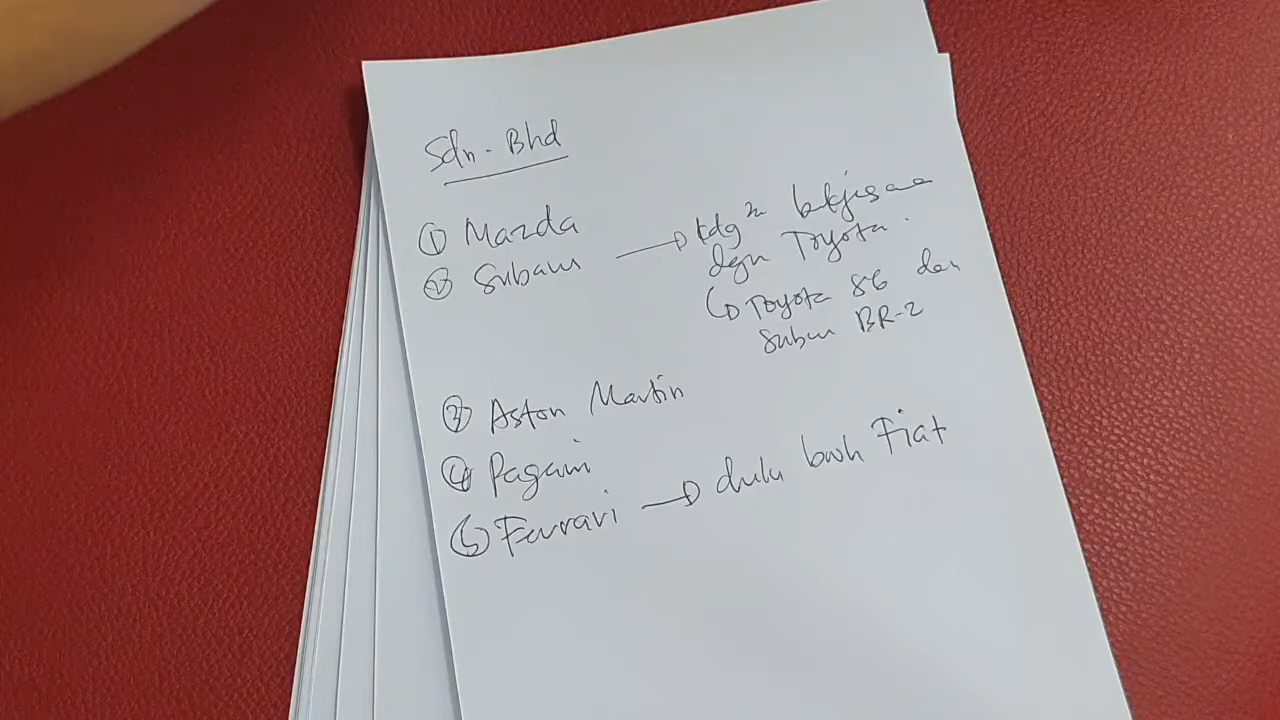 Sdn. Bhd
① Mazda
② Subaru → kdg² bekerjasama
dgn Toyota.
↳ Toyota 86 dan
Subaru BR-Z
③ Aston Martin
④ Pagani
⑤ Ferrari → dulu bwh Fiat